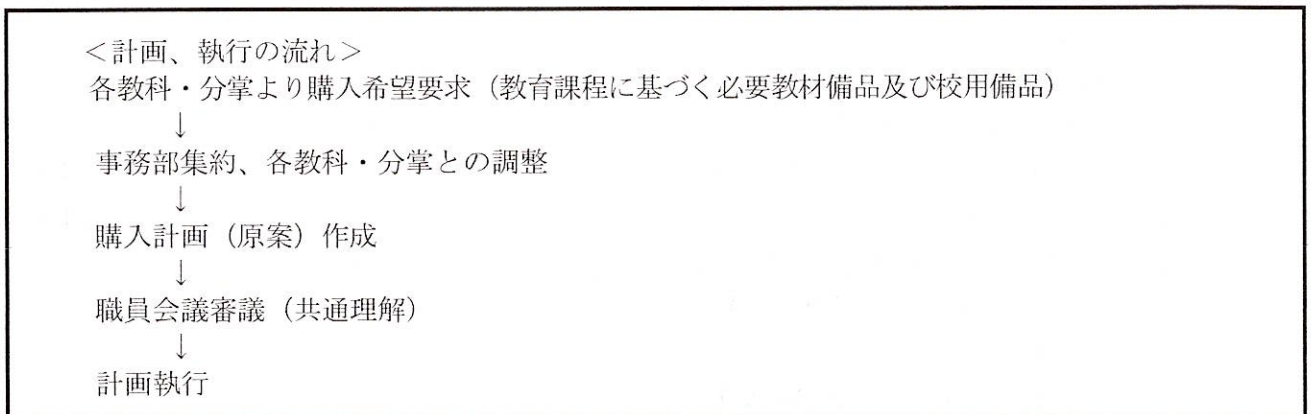 ＜計画、執行の流れ＞
各教科・分掌より購入希望要求（教育課程に基づく必要教材備品及び校用備品）
↓
事務部集約、各教科・分掌との調整
↓
購入計画（原案）作成
↓
職員会議審議（共通理解）
↓
計画執行